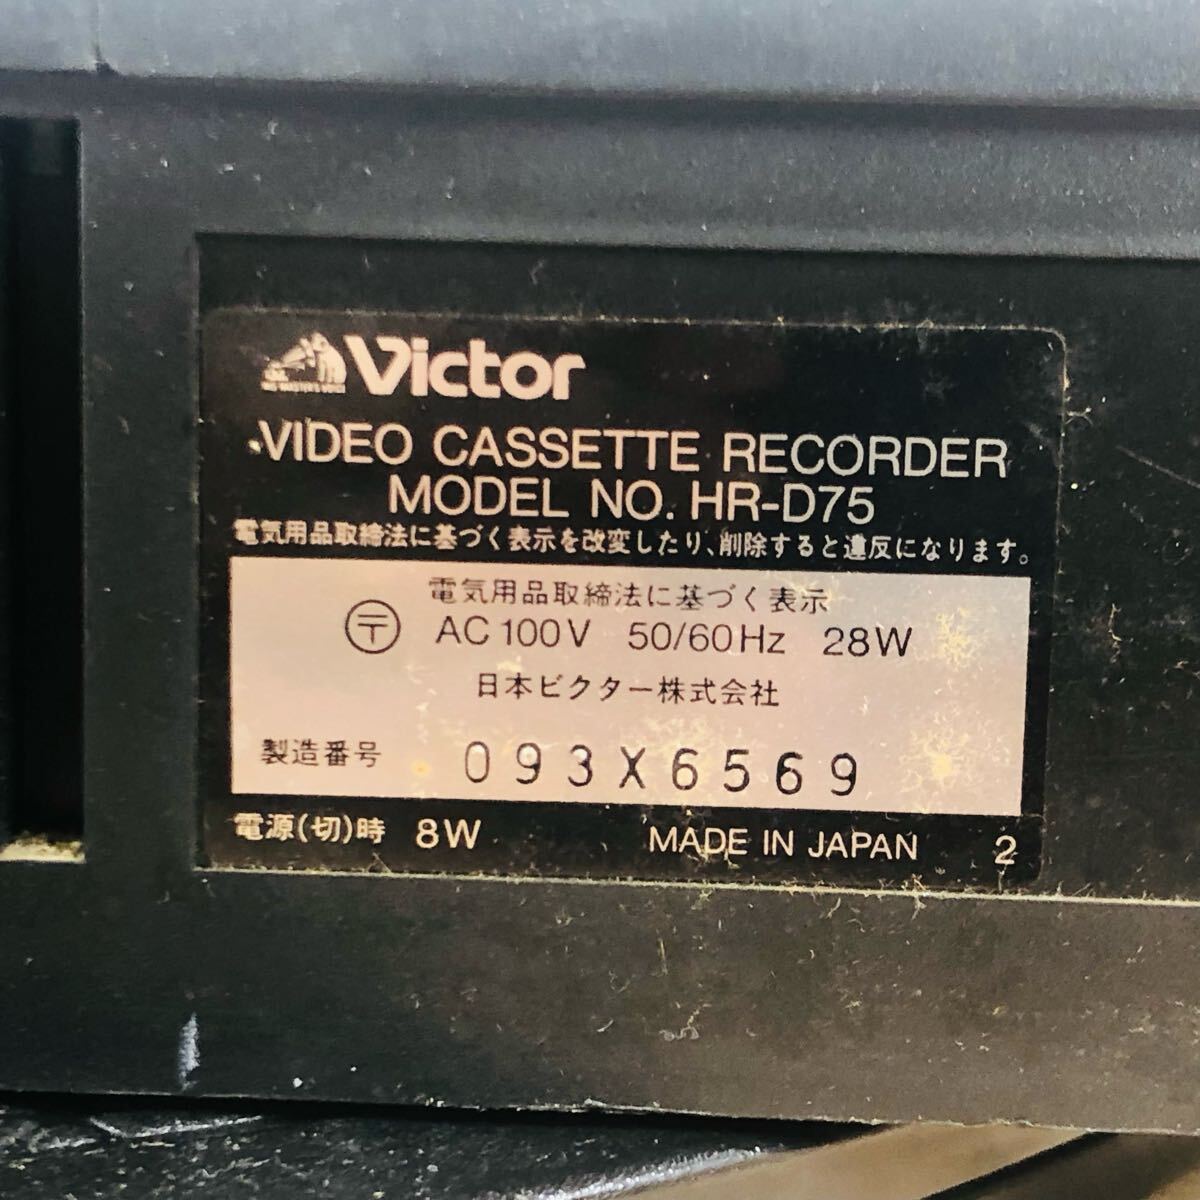 HIS MASTER'S VOICE
Victor
VIDEO CASSETTE RECORDER
MODEL NO. HR-D75
電気用品取締法に基づく表示を改変したり、削除すると違反になります。
電気用品取締法に基づく表示
〒 AC 100V 50/60Hz 28W
日本ビクター株式会社
製造番号 093X6569
電源(切)時 8W MADE IN JAPAN 2